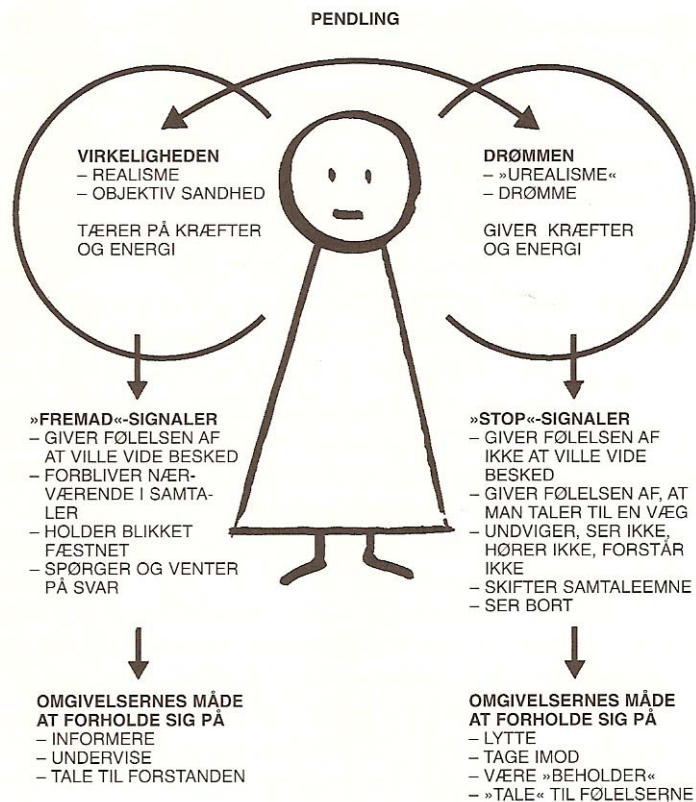 PENDLING
VIRKELIGHEDEN
– REALISME
– OBJEKTIV SANDHED
TÆRER PÅ KRÆFTER
OG ENERGI
DRØMMEN
– »UREALISME«
– DRØMME
GIVER KRÆFTER
OG ENERGI
»FREMAD«-SIGNALER
– GIVER FØLELSEN AF
AT VILLE VIDE BESKED
– FORBLIVER NÆR-
VÆRENDE I SAMTA-
LER
– HOLDER BLIKKET
FÆSTNET
– SPØRGER OG VENTER
PÅ SVAR
»STOP«-SIGNALER
– GIVER FØLELSEN AF
IKKE AT VILLE VIDE
BESKED
– GIVER FØLELSEN AF, AT
MAN TALER TIL EN VÆG
– UNDVIGER, SER IKKE,
HØRER IKKE, FORSTÅR
IKKE
– SKIFTER SAMTALEEMNE
– SER BORT
OMGIVELSERNES MÅDE
AT FORHOLDE SIG PÅ
– INFORMERE
– UNDERVISE
– TALE TIL FORSTANDEN
OMGIVELSERNES MÅDE
AT FORHOLDE SIG PÅ
– LYTTE
– TAGE IMOD
– VÆRE »BEHOLDER«
– »TALE« TIL FØLELSERNE